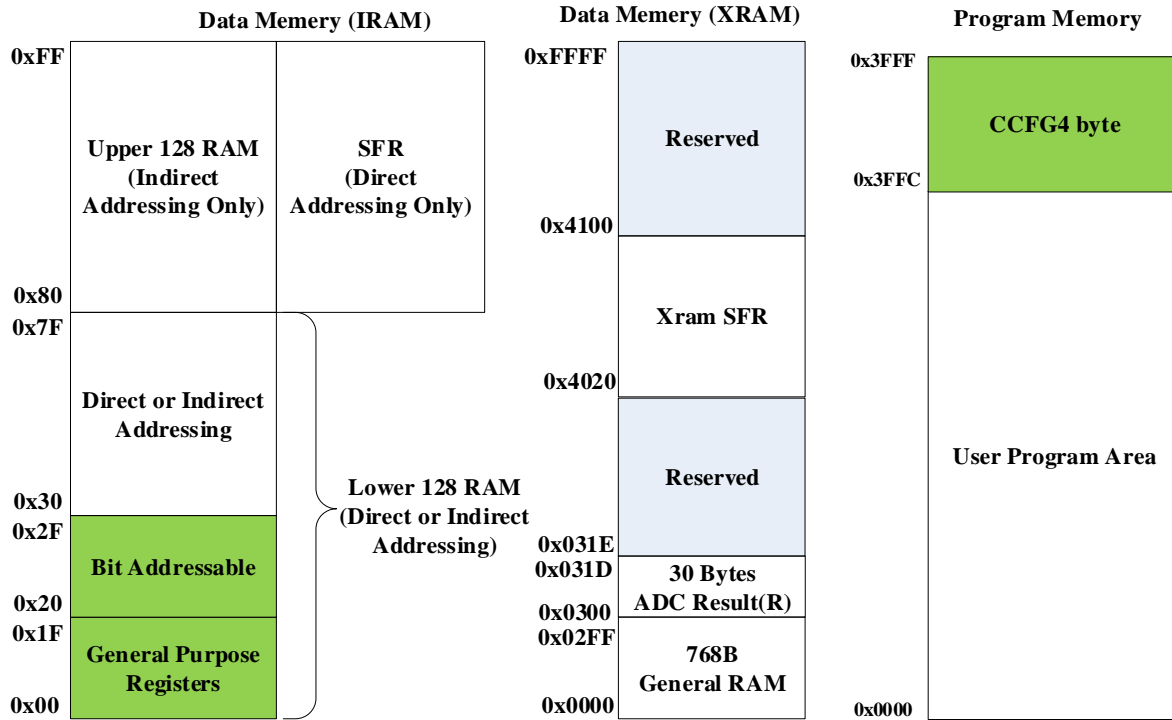 Data Memery (IRAM)
0xFF
Upper 128 RAM
(Indirect
Addressing Only)
SFR
(Direct
Addressing Only)
0x80
0x7F
Direct or Indirect
Addressing
0x30
0x2F
Bit Addressable
0x20
0x1F
General Purpose
Registers
0x00
Lower 128 RAM
(Direct or Indirect
Addressing)
Data Memery (XRAM)
0xFFFF
Reserved
0x4100
Xram SFR
0x4020
Reserved
0x031E
0x031D
30 Bytes
ADC Result(R)
0x0300
0x02FF
768B
General RAM
0x0000
Program Memory
0x3FFF
CCFG4 byte
0x3FFC
User Program Area
0x0000